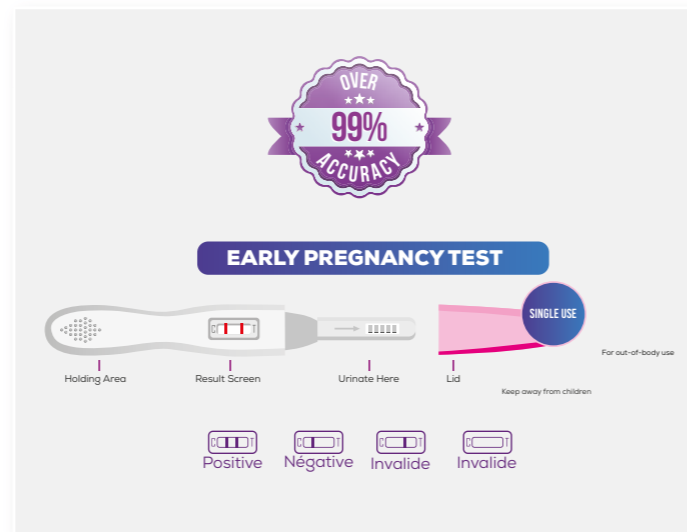 OVER
99%
ACCURACY
EARLY PREGNANCY TEST
SINGLE USE
C T
For out-of-body use
Holding Area
Result Screen
Urinate Here
Lid
Keep away from children
C T
C T
C T
C T
Positive
Négative
Invalide
Invalide